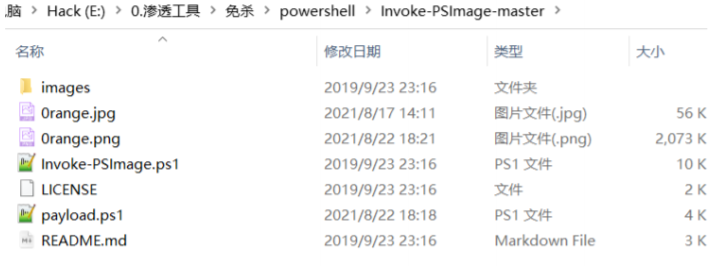 脑 > Hack (E:) > 0.渗透工具 > 免杀 > powershell > Invoke-PSImage-master >
名称 修改日期 类型 大小
images 2019/9/23 23:16 文件夹
0range.jpg 2021/8/17 14:11 图片文件(.jpg) 56 K
0range.png 2021/8/22 18:21 图片文件(.png) 2,073 K
Invoke-PSImage.ps1 2019/9/23 23:16 PS1 文件 10 K
LICENSE 2019/9/23 23:16 文件 2 K
payload.ps1 2021/8/22 18:18 PS1 文件 4 K
README.md 2019/9/23 23:16 Markdown File 3 K